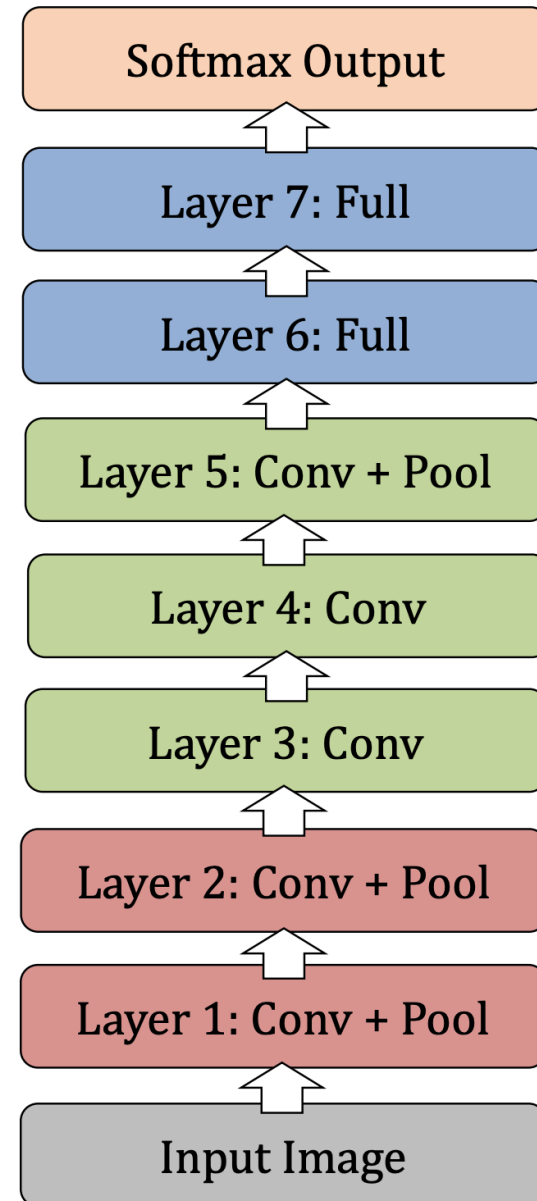 Softmax Output
Layer 7: Full
Layer 6: Full
Layer 5: Conv + Pool
Layer 4: Conv
Layer 3: Conv
Layer 2: Conv + Pool
Layer 1: Conv + Pool
Input Image